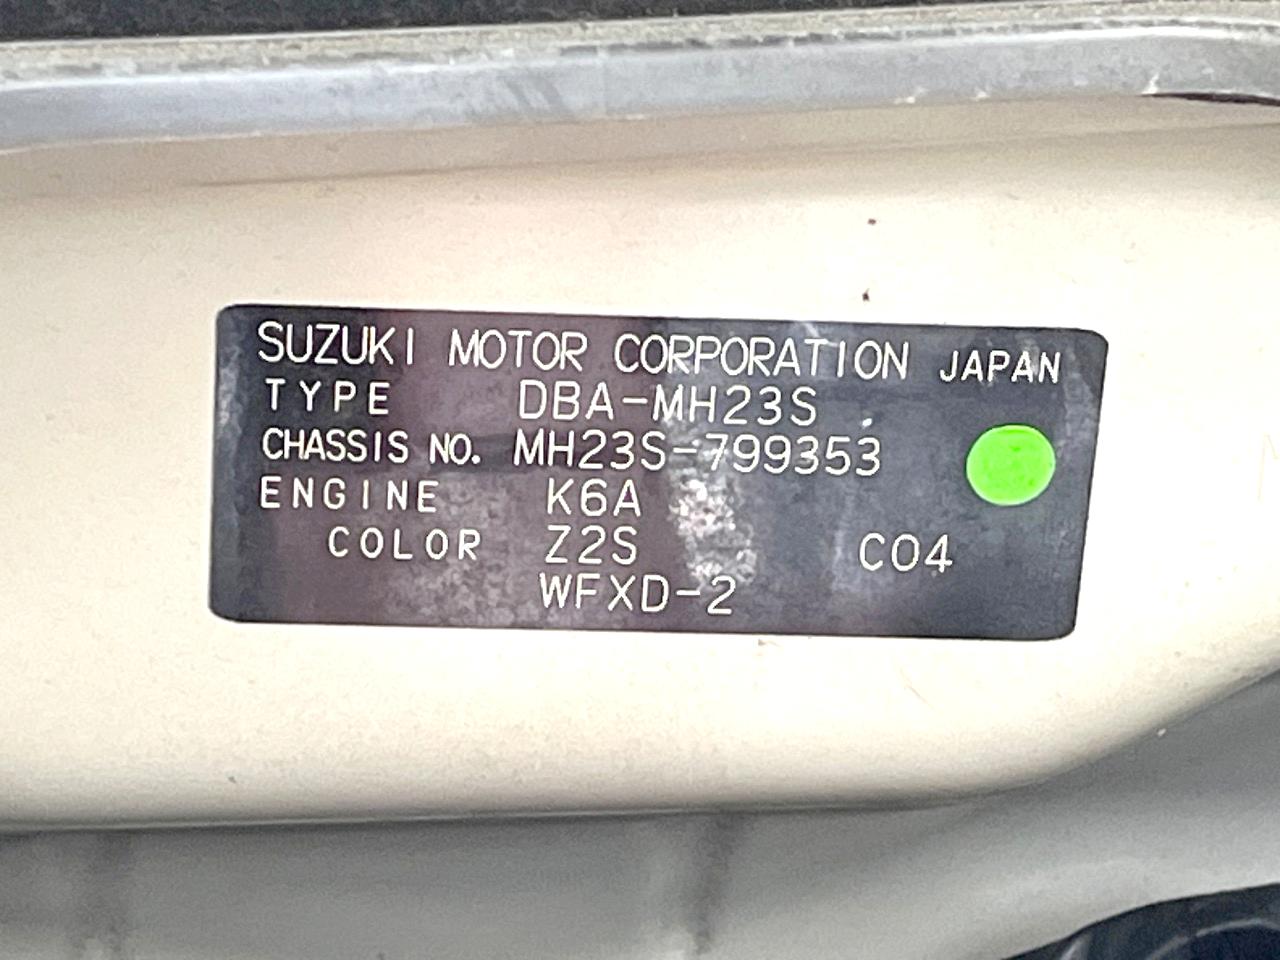 SUZUKI MOTOR CORPORATION JAPAN
TYPE DBA-MH23S
CHASSIS NO. MH23S-799353
ENGINE K6A
COLOR Z2S C04
WFXD-2